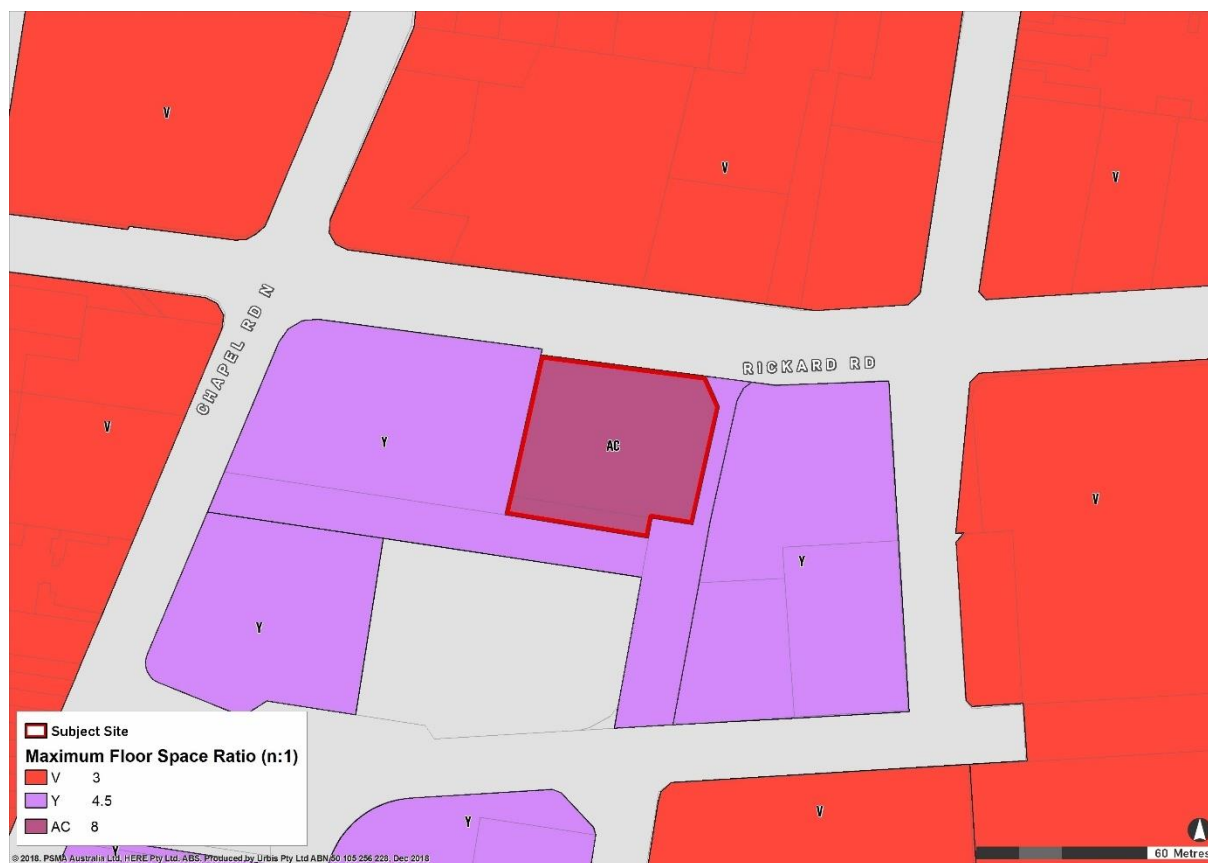 V
V
V
CHAPEL RD N
RICKARD RD
V
Y
AC
V
Y
Y
Subject Site
Maximum Floor Space Ratio (n:1)
V 3
Y 4.5
AC 8
Y
V
Y
© 2018. PSMA Australia Ltd, HERE Pty Ltd. ABS. Produced by Urbis Pty Ltd ABN 50 105 256 228, Dec 2018
60 Metres